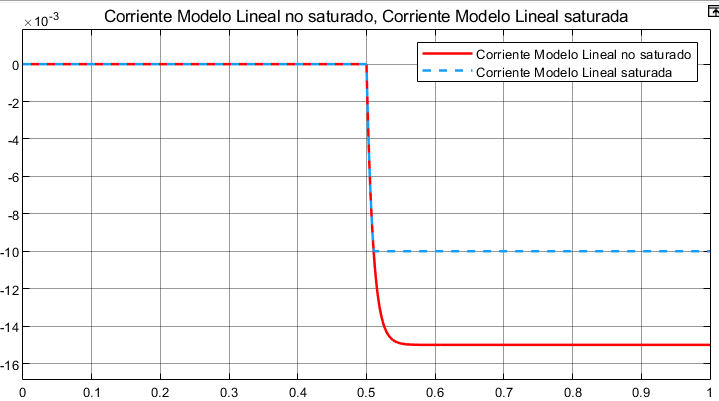 Corriente Modelo Lineal no saturado, Corriente Modelo Lineal saturada
×10⁻³
Corriente Modelo Lineal no saturado
Corriente Modelo Lineal saturada
0
-2
-4
-6
-8
-10
-12
-14
-16
0 0.1 0.2 0.3 0.4 0.5 0.6 0.7 0.8 0.9 1